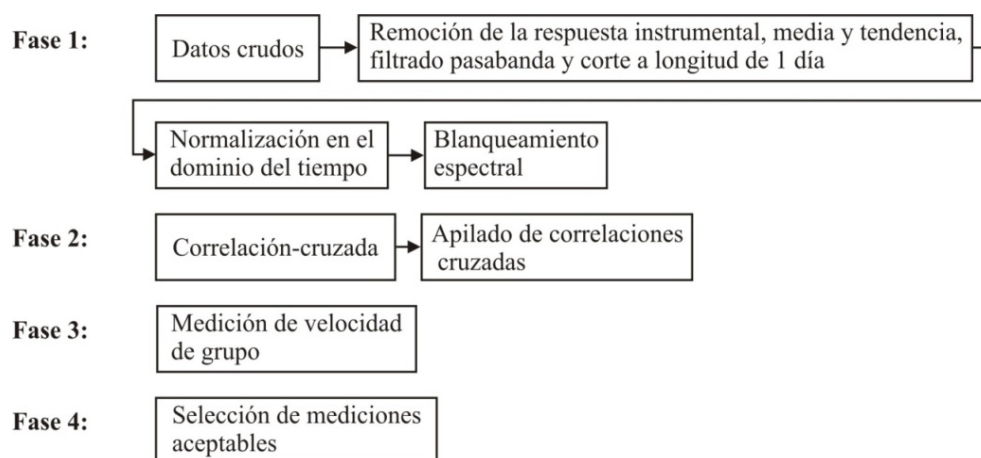 Fase 1:
Datos crudos
Remoción de la respuesta instrumental, media y tendencia,
filtrado pasabanda y corte a longitud de 1 día
Normalización en el
dominio del tiempo
Blanqueamiento
espectral
Fase 2:
Correlación-cruzada
Apilado de correlaciones
cruzadas
Fase 3:
Medición de velocidad
de grupo
Fase 4:
Selección de mediciones
aceptables